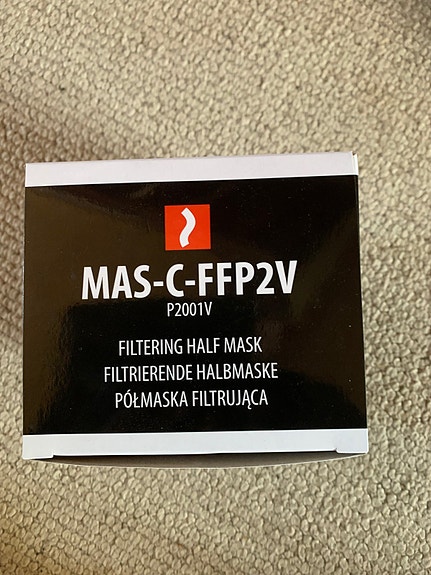 MAS-C-FFP2V
P2001V
FILTERING HALF MASK
FILTRIERENDE HALBMASKE
PÓŁMASKA FILTRUJĄCA